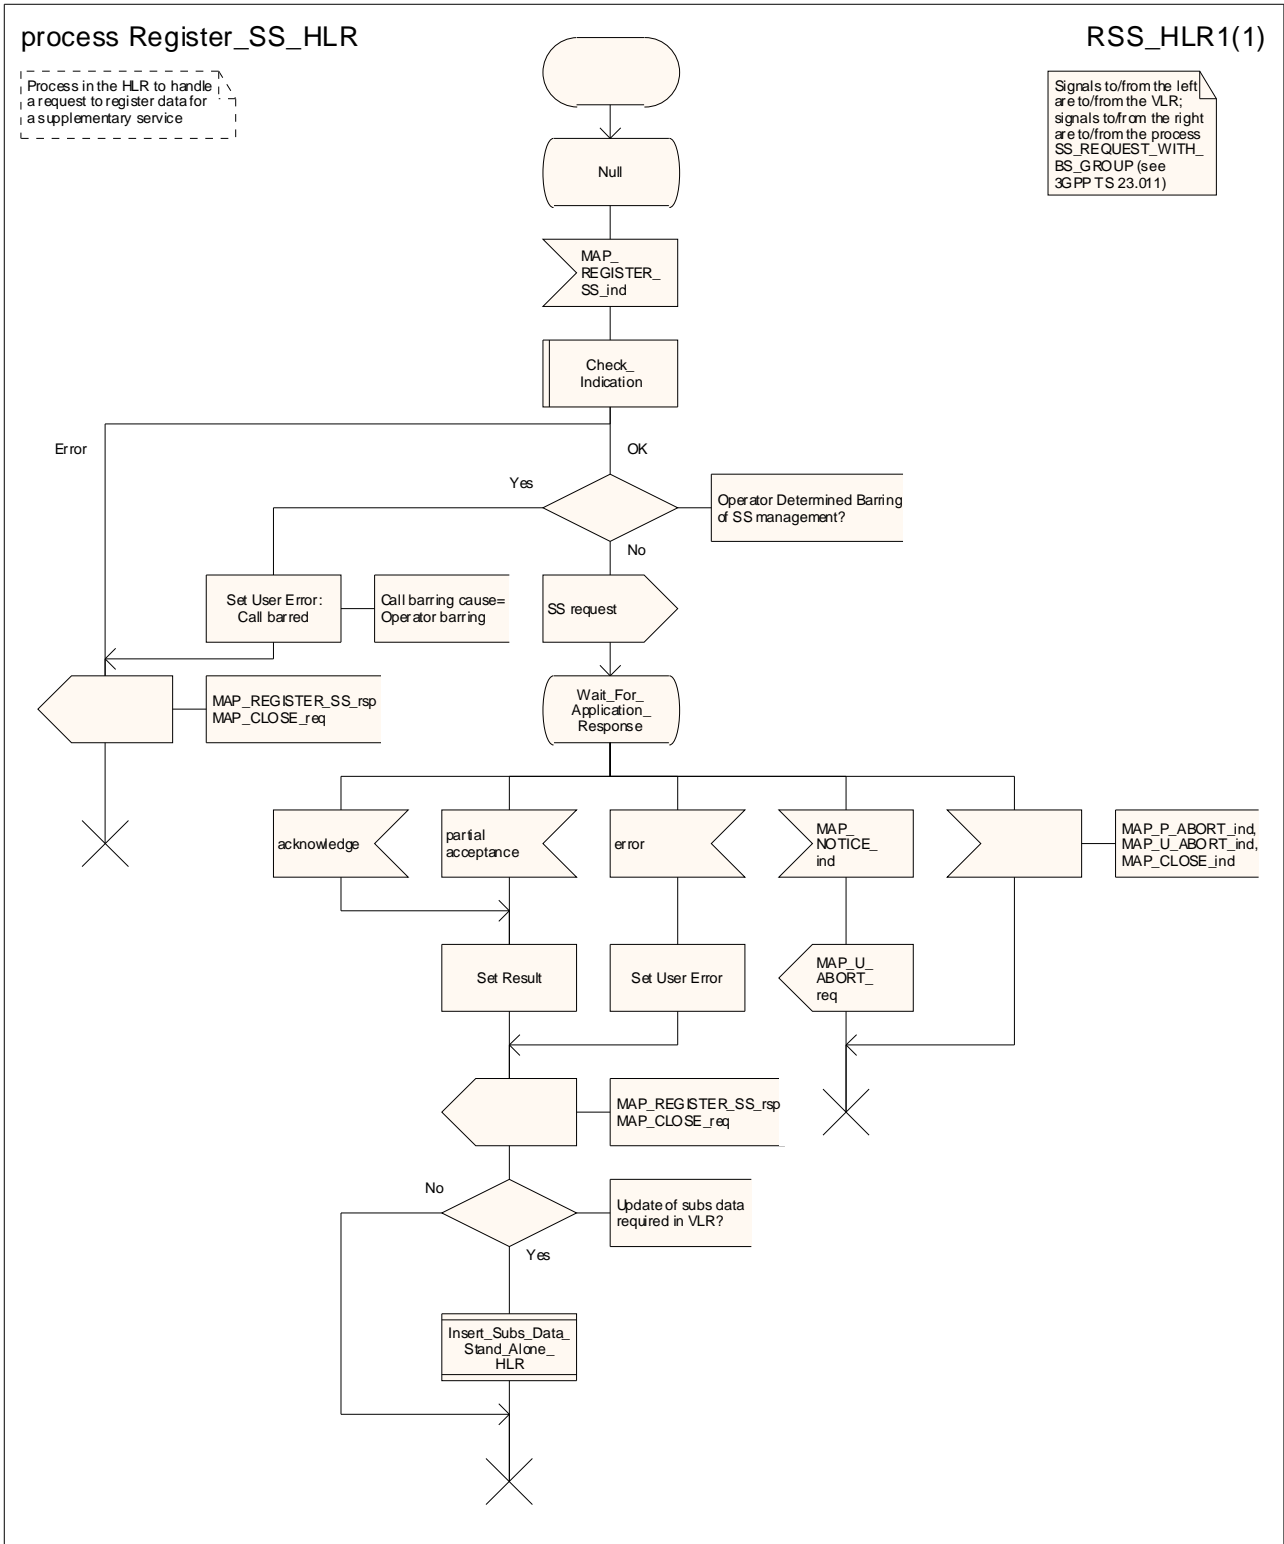 process Register_SS_HLR
RSS_HLR1(1)
Process in the HLR to handle
a request to register data for
a supplementary service
Signals to/from the left
are to/from the VLR;
signals to/from the right
are to/from the process
SS_REQUEST_WITH_
BS_GROUP (see
3GPP TS 23.011)
Null
MAP_
REGISTER_
SS_ind
Check_
Indication
Error
OK
Yes
Operator Determined Barring
of SS management?
No
Set User Error:
Call barred
Call barring cause=
Operator barring
SS request
MAP_REGISTER_SS_rsp
MAP_CLOSE_req
Wait_For_
Application_
Response
acknowledge
partial
acceptance
error
MAP_
NOTICE_
ind
MAP_P_ABORT_ind,
MAP_U_ABORT_ind,
MAP_CLOSE_ind
Set Result
Set User Error
MAP_U_
ABORT_
req
MAP_REGISTER_SS_rsp
MAP_CLOSE_req
No
Update of subs data
required in VLR?
Yes
Insert_Subs_Data_
Stand_Alone_
HLR